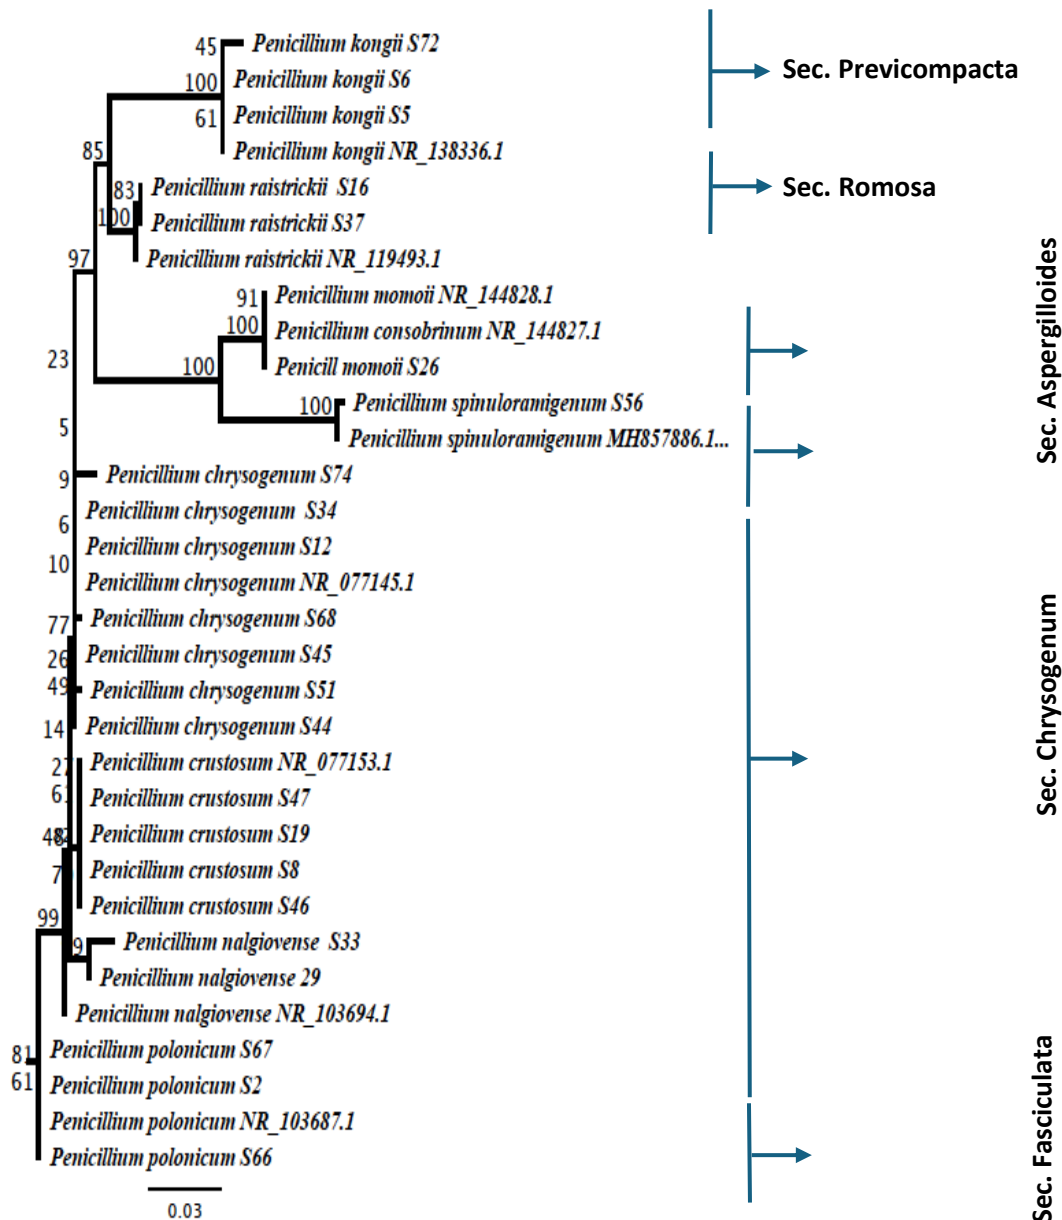 45
Penicillium kongii S72
Sec. Previcompacta
100
Penicillium kongii S6
61
Penicillium kongii S5
Penicillium kongii NR_138336.1
85
83
Penicillium raistrickii S16
Sec. Romosa
100
Penicillium raistrickii S37
97
Penicillium raistrickii NR_119493.1
91
Penicillium momoii NR_144828.1
100
Penicillium consobrinum NR_144827.1
23
100
Penicill momoii S26
Sec. Aspergilloides
100
Penicillium spinuloramigenum S56
5
Penicillium spinuloramigenum MH857886.1...
9
Penicillium chrysogenum S74
6
Penicillium chrysogenum S34
10
Penicillium chrysogenum S12
Penicillium chrysogenum NR_077145.1
77
Penicillium chrysogenum S68
26
Penicillium chrysogenum S45
49
Penicillium chrysogenum S51
14
Penicillium chrysogenum S44
Sec. Chrysogenum
Penicillium crustosum NR_077153.1
Penicillium crustosum S47
Penicillium crustosum S19
Penicillium crustosum S8
Penicillium crustosum S46
99
9
Penicillium nalgiovense S33
Penicillium nalgiovense 29
Penicillium nalgiovense NR_103694.1
81
Penicillium polonicum S67
61
Penicillium polonicum S2
Penicillium polonicum NR_103687.1
Penicillium polonicum S66
Sec. Fasciculata
0.03